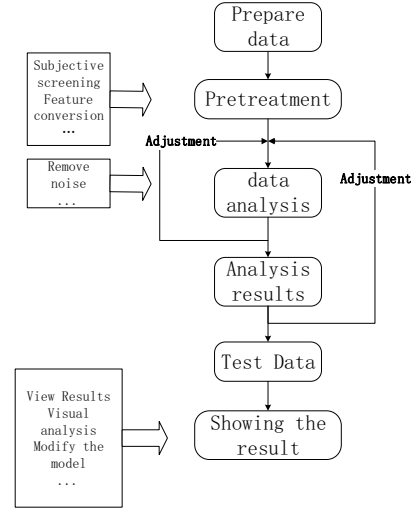 Prepare
data
Subjective
screening
Feature
conversion
...
Pretreatment
Adjustment
Remove
noise
...
data
analysis
Adjustment
Analysis
results
Test Data
View Results
Visual
analysis
Modify the
model
...
Showing the
result